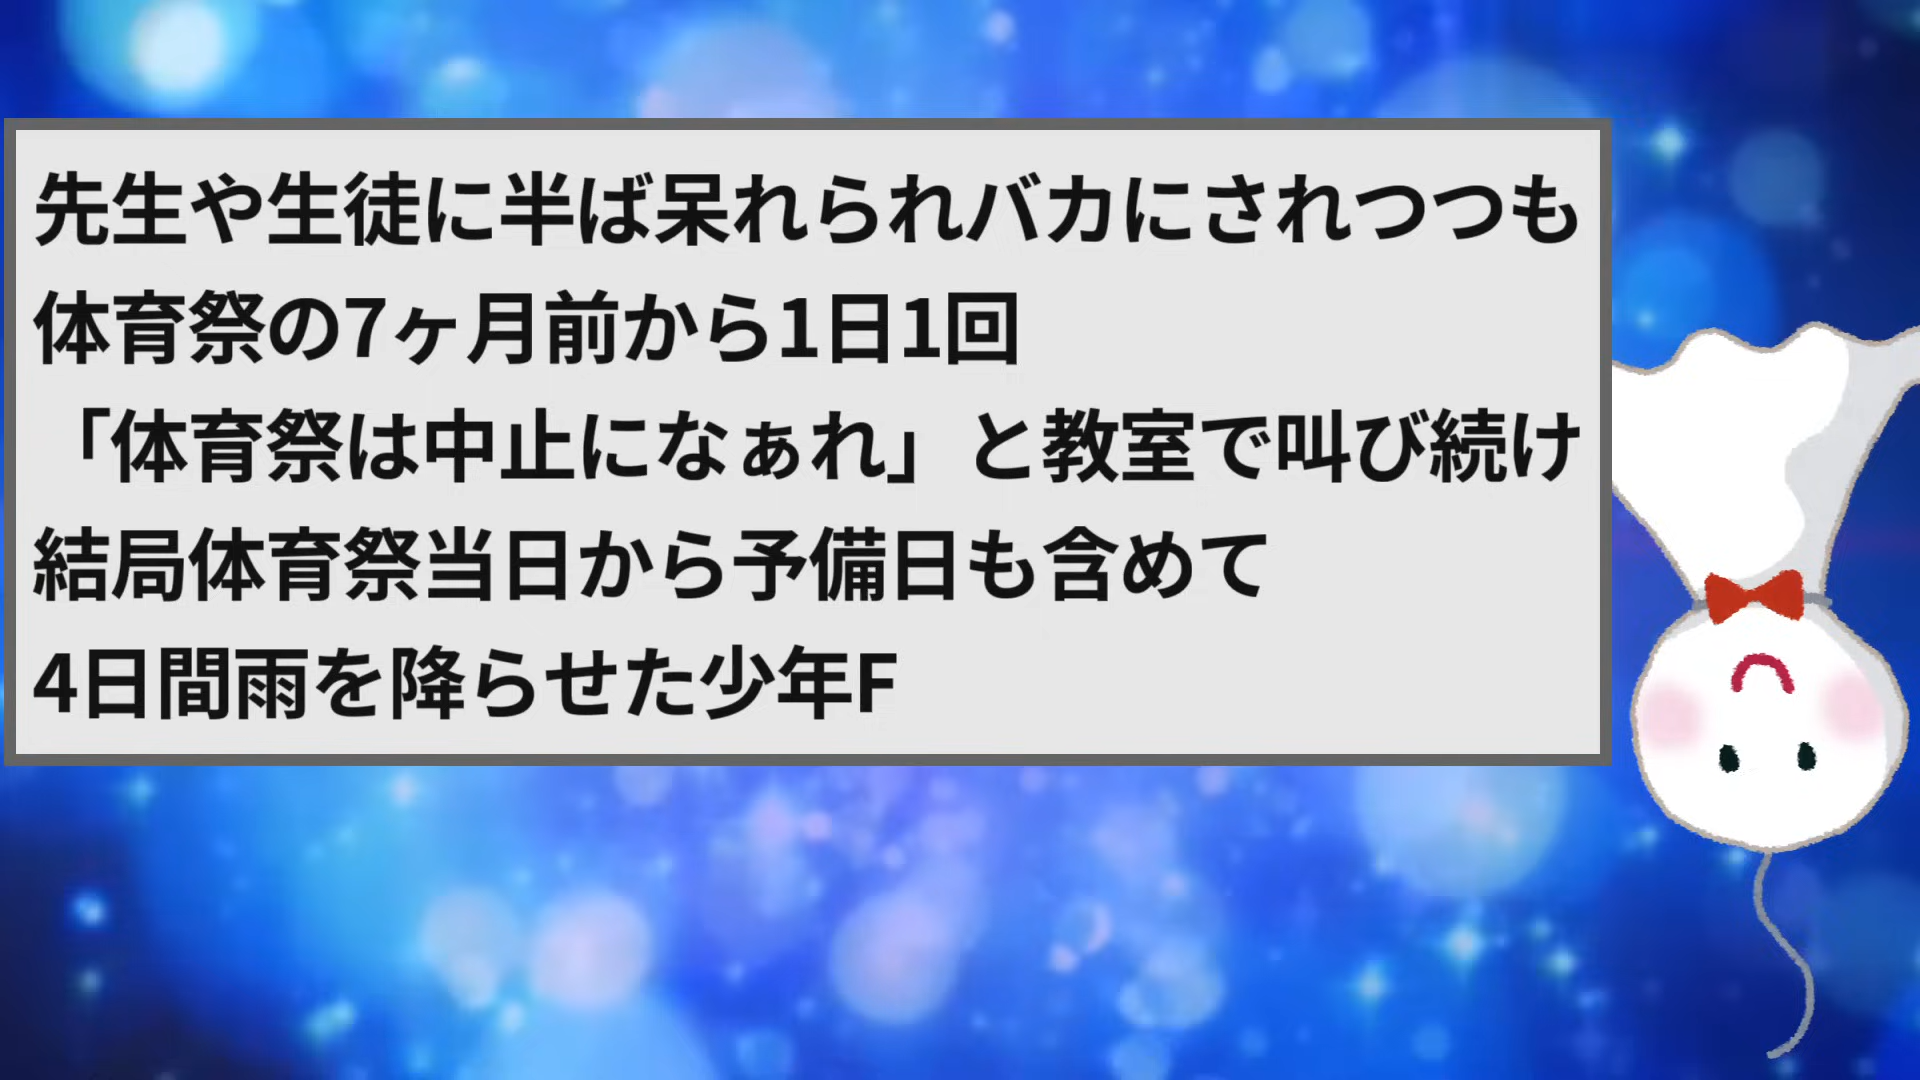 先生や生徒に半ば呆れられバカにされつつも
体育祭の7ヶ月前から1日1回
「体育祭は中止になぁれ」と教室で叫び続け
結局体育祭当日から予備日も含めて
4日間雨を降らせた少年F